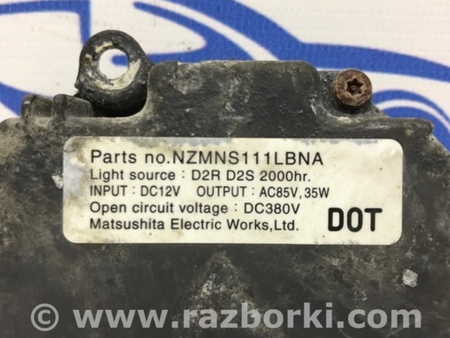 Parts no.NZMNS111LBNA
Light source : D2R D2S 2000hr.
INPUT : DC12V OUTPUT : AC85V, 35W
Open circuit voltage : DC380V
Matsushita Electric Works,Ltd.
DOT
© www.razborki.com